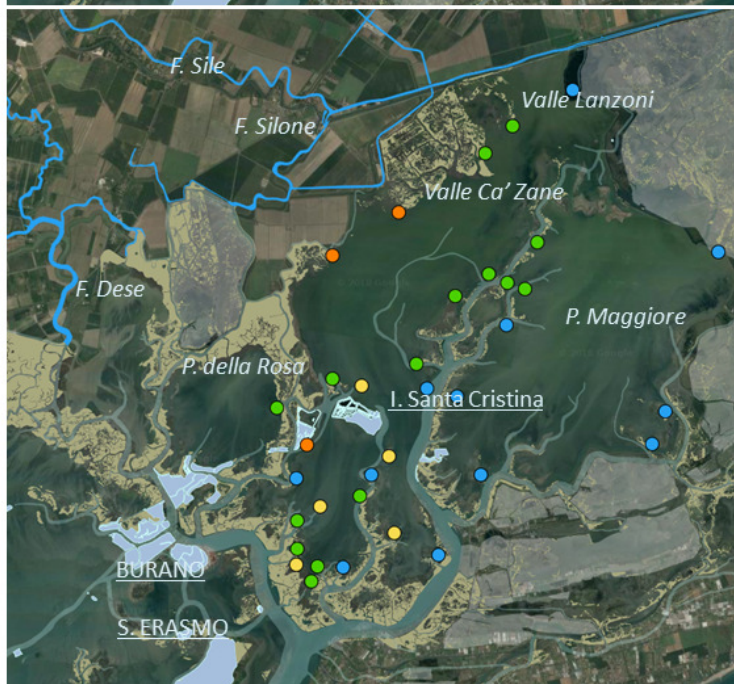 F. Sile
Valle Lanzoni
F. Silone
Valle Ca' Zane
F. Dese
P. Maggiore
P. della Rosa
I. Santa Cristina
BURANO
S. ERASMO